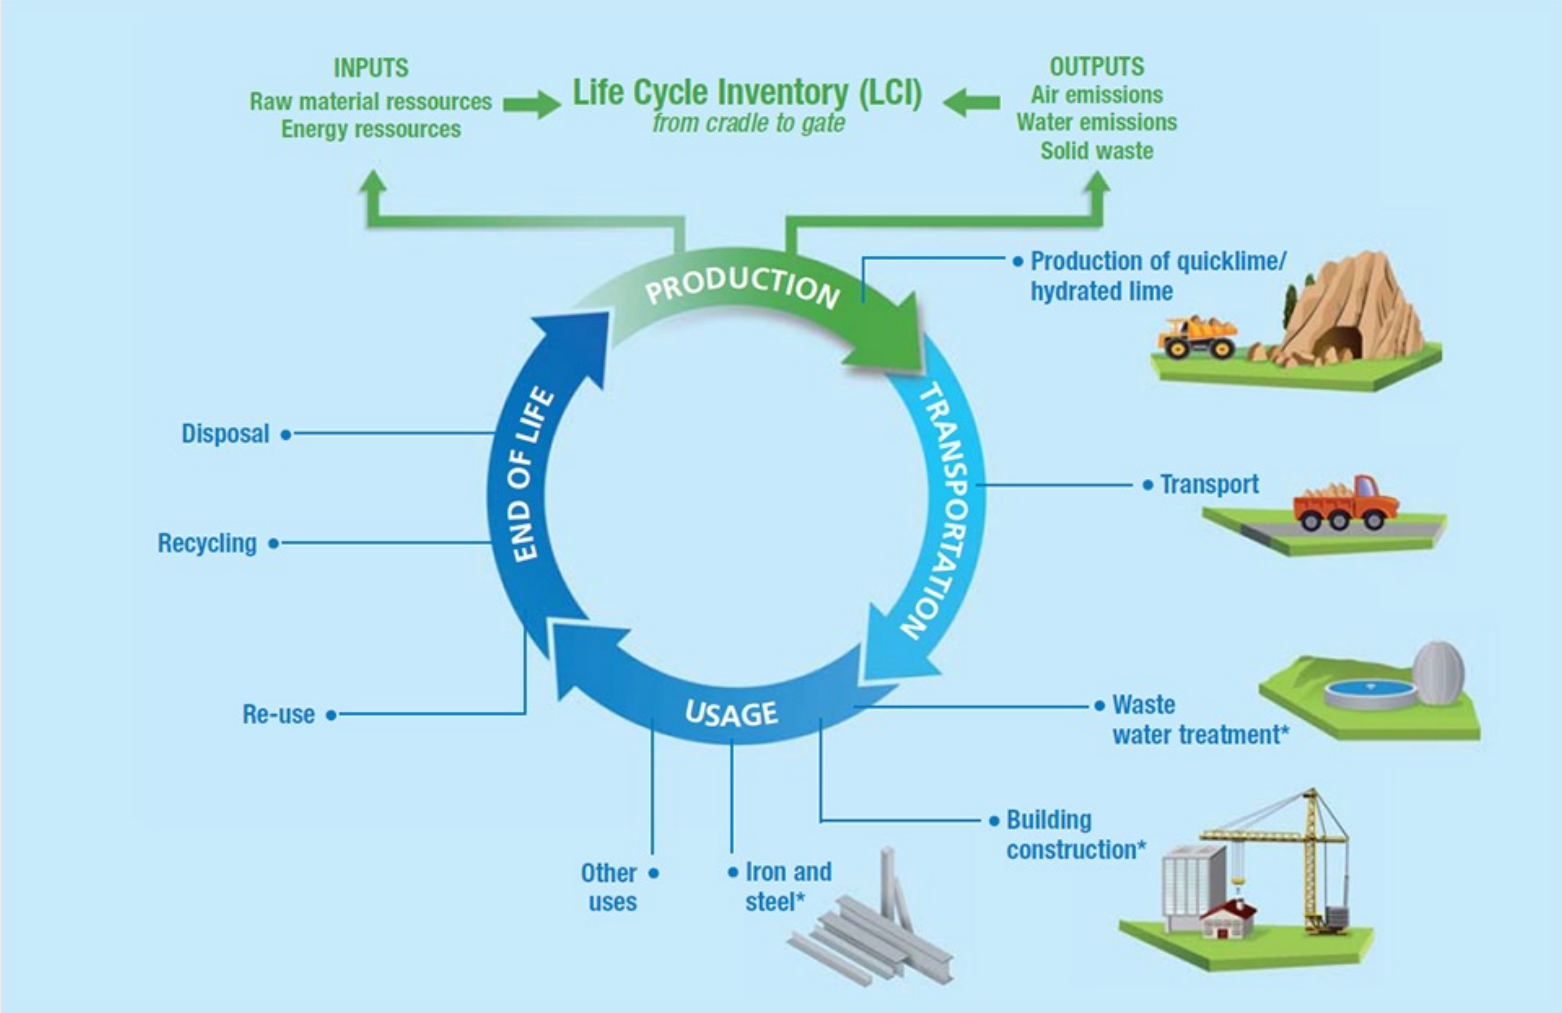 INPUTS
Raw material ressources
Energy ressources
Life Cycle Inventory (LCI)
from cradle to gate
OUTPUTS
Air emissions
Water emissions
Solid waste
PRODUCTION
• Production of quicklime/
hydrated lime
TRANSPORTATION
• Transport
USAGE
• Waste
water treatment*
• Building
construction*
• Iron and
steel*
Other •
uses
END OF LIFE
Re-use •
Recycling •
Disposal •